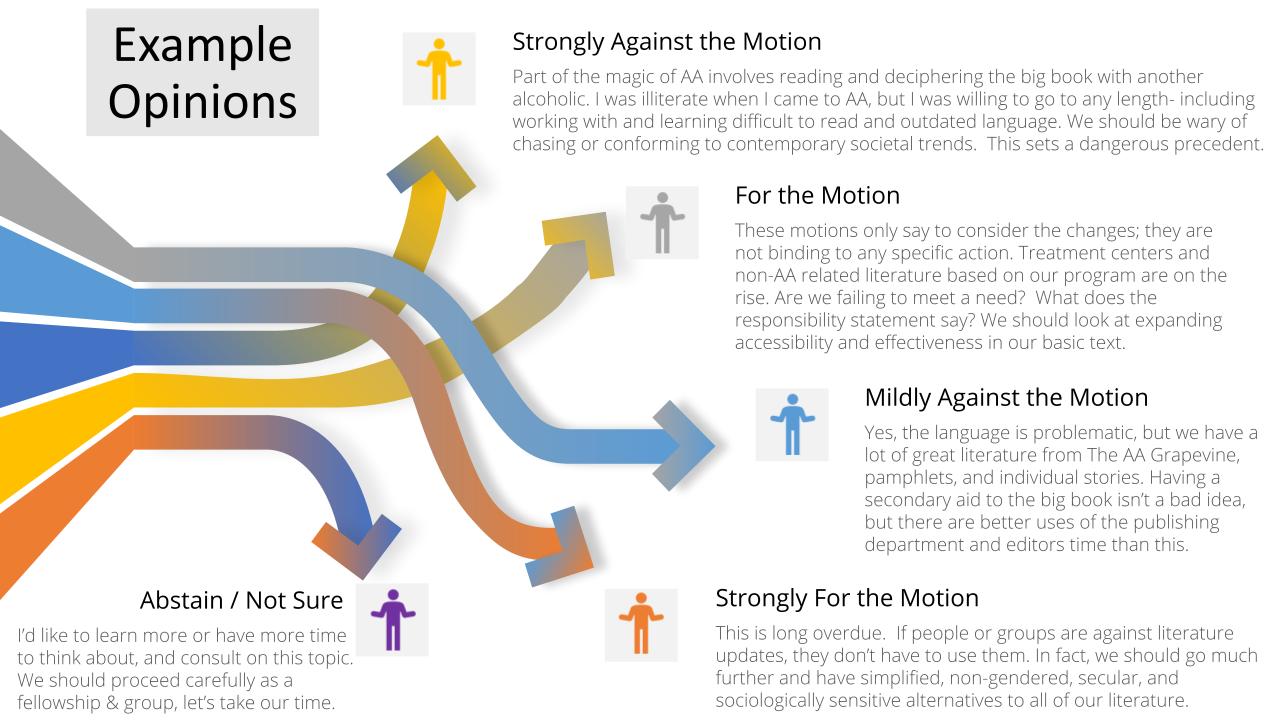 Example
Opinions
Strongly Against the Motion
Part of the magic of AA involves reading and deciphering the big book with another
alcoholic. I was illiterate when I came to AA, but I was willing to go to any length- including
working with and learning difficult to read and outdated language. We should be wary of
chasing or conforming to contemporary societal trends.  This sets a dangerous precedent.
For the Motion
These motions only say to consider the changes; they are
not binding to any specific action. Treatment centers and
non-AA related literature based on our program are on the
rise. Are we failing to meet a need?  What does the
responsibility statement say? We should look at expanding
accessibility and effectiveness in our basic text.
Mildly Against the Motion
Yes, the language is problematic, but we have a
lot of great literature from The AA Grapevine,
pamphlets, and individual stories. Having a
secondary aid to the big book isn’t a bad idea,
but there are better uses of the publishing
department and editors time than this.
Abstain / Not Sure
I’d like to learn more or have more time
to think about, and consult on this topic.
We should proceed carefully as a
fellowship & group, let’s take our time.
Strongly For the Motion
This is long overdue.  If people or groups are against literature
updates, they don’t have to use them. In fact, we should go much
further and have simplified, non-gendered, secular, and
sociologically sensitive alternatives to all of our literature.